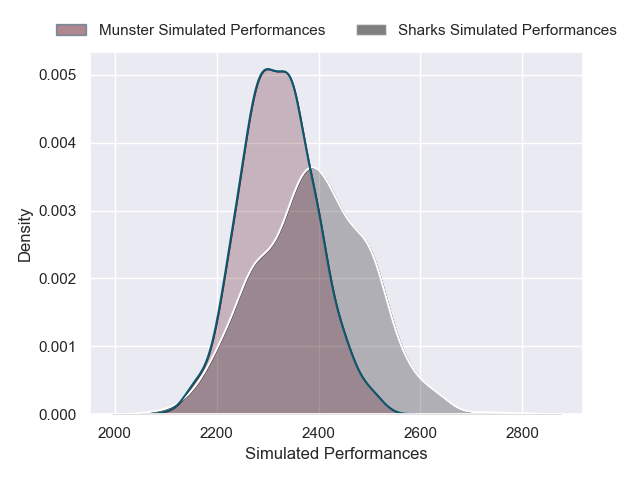 Munster Simulated Performances Sharks Simulated Performances
0.005
0.004
0.003
0.002
0.001
0.000
Density
2000 2200 2400 2600 2800
Simulated Performances